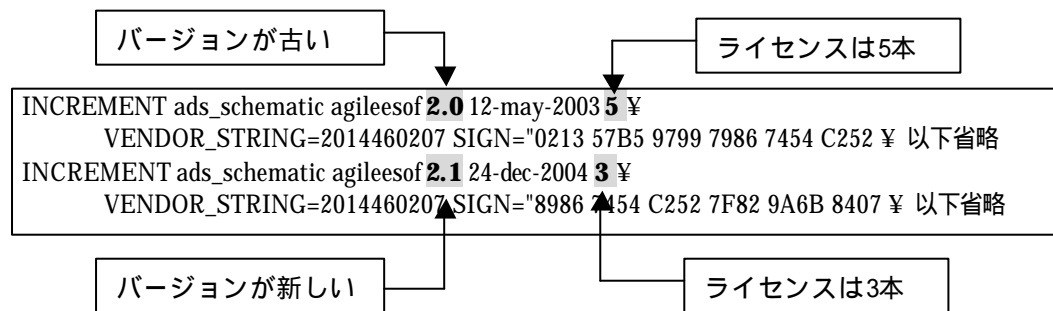 バージョンが古い
ライセンスは5本
INCREMENT ads_schematic agileesof 2.0 12-may-2003 5 ¥
VENDOR_STRING=2014460207 SIGN="0213 57B5 9799 7986 7454 C252 ¥ 以下省略
INCREMENT ads_schematic agileesof 2.1 24-dec-2004 3 ¥
VENDOR_STRING=2014460207 SIGN="8986 7454 C252 7F82 9A6B 8407 ¥ 以下省略
バージョンが新しい
ライセンスは3本